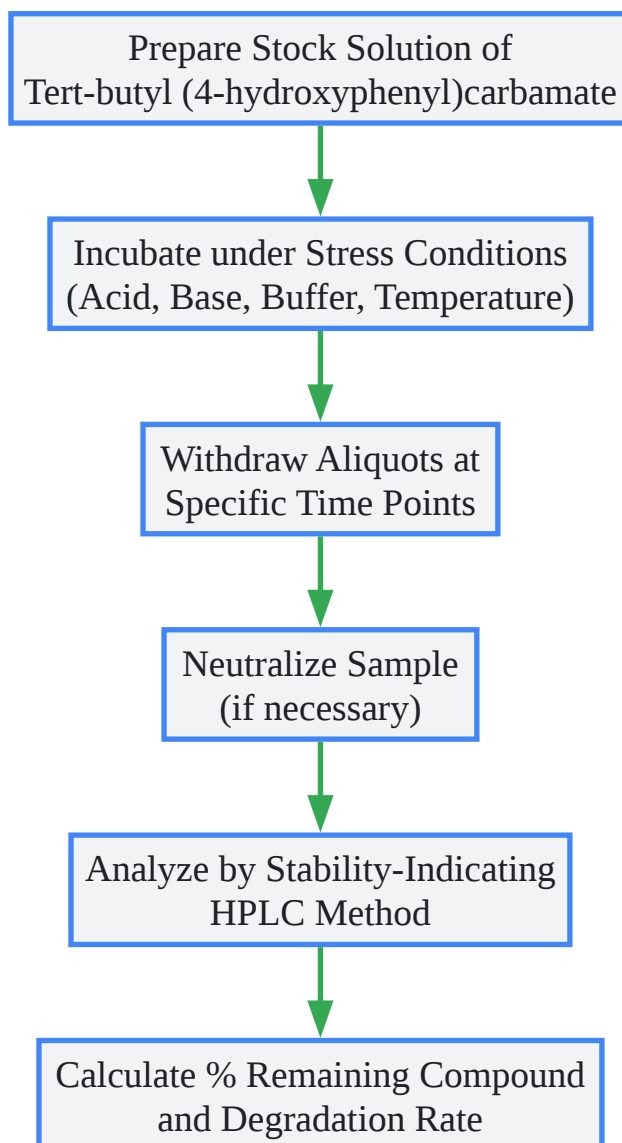 Prepare Stock Solution of
Tert-butyl (4-hydroxyphenyl)carbamate
Incubate under Stress Conditions
(Acid, Base, Buffer, Temperature)
Withdraw Aliquots at
Specific Time Points
Neutralize Sample
(if necessary)
Analyze by Stability-Indicating
HPLC Method
Calculate % Remaining Compound
and Degradation Rate